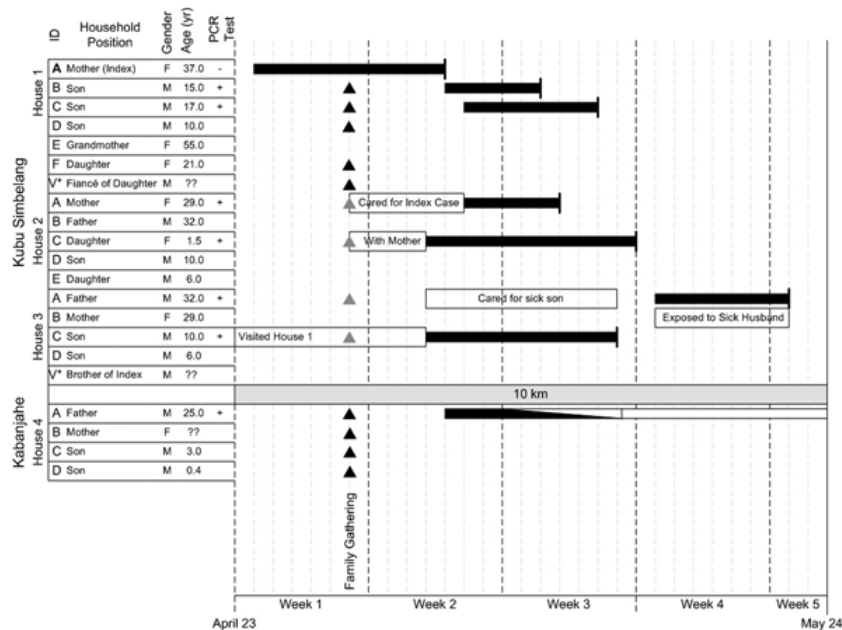 ID Household Position Gender Age (yr) PCR Test
Kubu Simbelang
House 1
A Mother (Index) F 37.0 -
B Son M 15.0 +
C Son M 17.0 +
D Son M 10.0
E Grandmother F 55.0
F Daughter F 21.0
V* Fiancé of Daughter M ??
House 2
A Mother F 29.0 + Cared for Index Case
B Father M 32.0
C Daughter F 1.5 + With Mother
D Son M 10.0
E Daughter M 6.0
House 3
A Father M 32.0 + Cared for sick son
B Mother F 29.0 Exposed to Sick Husband
C Son M 10.0 + Visited House 1
D Son M 6.0
V* Brother of Index M ??
10 km
Kabanjahe
House 4
A Father M 25.0 +
B Mother F ??
C Son M 3.0
D Son M 0.4
Family Gathering
Week 1 Week 2 Week 3 Week 4 Week 5
April 23 May 24